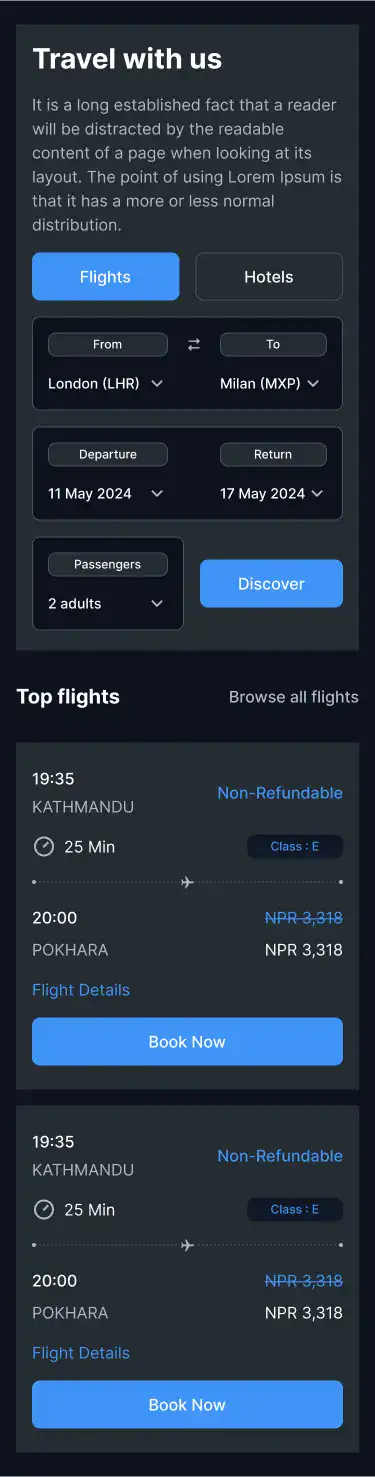 Travel with us
It is a long established fact that a reader
will be distracted by the readable
content of a page when looking at its
layout. The point of using Lorem Ipsum is
that it has a more or less normal
distribution.
Flights Hotels
From To
London (LHR) Milan (MXP)
Departure Return
11 May 2024 17 May 2024
Passengers
2 adults
Discover
Top flights Browse all flights
19:35
KATHMANDU
Non-Refundable
25 Min Class : E
20:00 NPR 3,318
POKHARA NPR 3,318
Flight Details
Book Now
19:35
KATHMANDU
Non-Refundable
25 Min Class : E
20:00 NPR 3,318
POKHARA NPR 3,318
Flight Details
Book Now